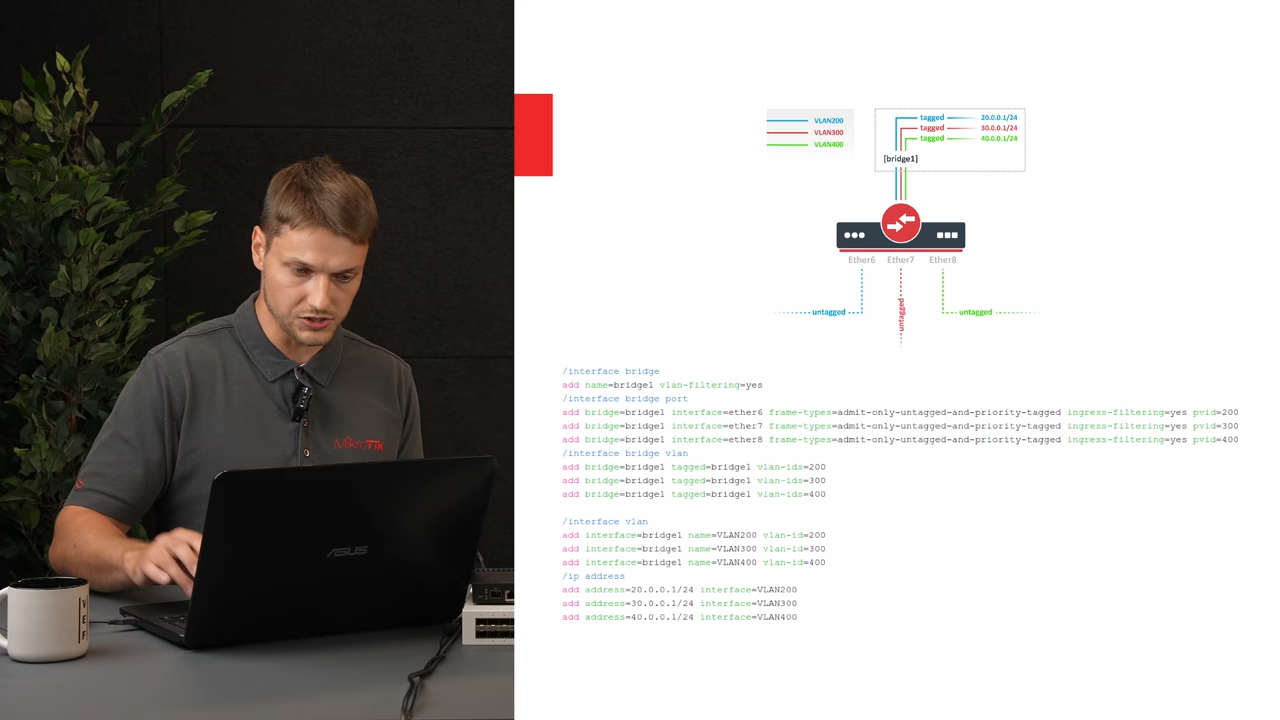 VLAN200
VLAN300
VLAN400
tagged 20.0.0.1/24
tagged 30.0.0.1/24
tagged 40.0.0.1/24
[bridge1]
Ether6 Ether7 Ether8
untagged
untagged
untagged
/interface bridge
add name=bridge1 vlan-filtering=yes
/interface bridge port
add bridge=bridge1 interface=ether6 frame-types=admit-only-untagged-and-priority-tagged ingress-filtering=yes pvid=200
add bridge=bridge1 interface=ether7 frame-types=admit-only-untagged-and-priority-tagged ingress-filtering=yes pvid=300
add bridge=bridge1 interface=ether8 frame-types=admit-only-untagged-and-priority-tagged ingress-filtering=yes pvid=400
/interface bridge vlan
add bridge=bridge1 tagged=bridge1 vlan-ids=200
add bridge=bridge1 tagged=bridge1 vlan-ids=300
add bridge=bridge1 tagged=bridge1 vlan-ids=400
/interface vlan
add interface=bridge1 name=VLAN200 vlan-id=200
add interface=bridge1 name=VLAN300 vlan-id=300
add interface=bridge1 name=VLAN400 vlan-id=400
/ip address
add address=20.0.0.1/24 interface=VLAN200
add address=30.0.0.1/24 interface=VLAN300
add address=40.0.0.1/24 interface=VLAN400
MikroTik
ASUS
VEF